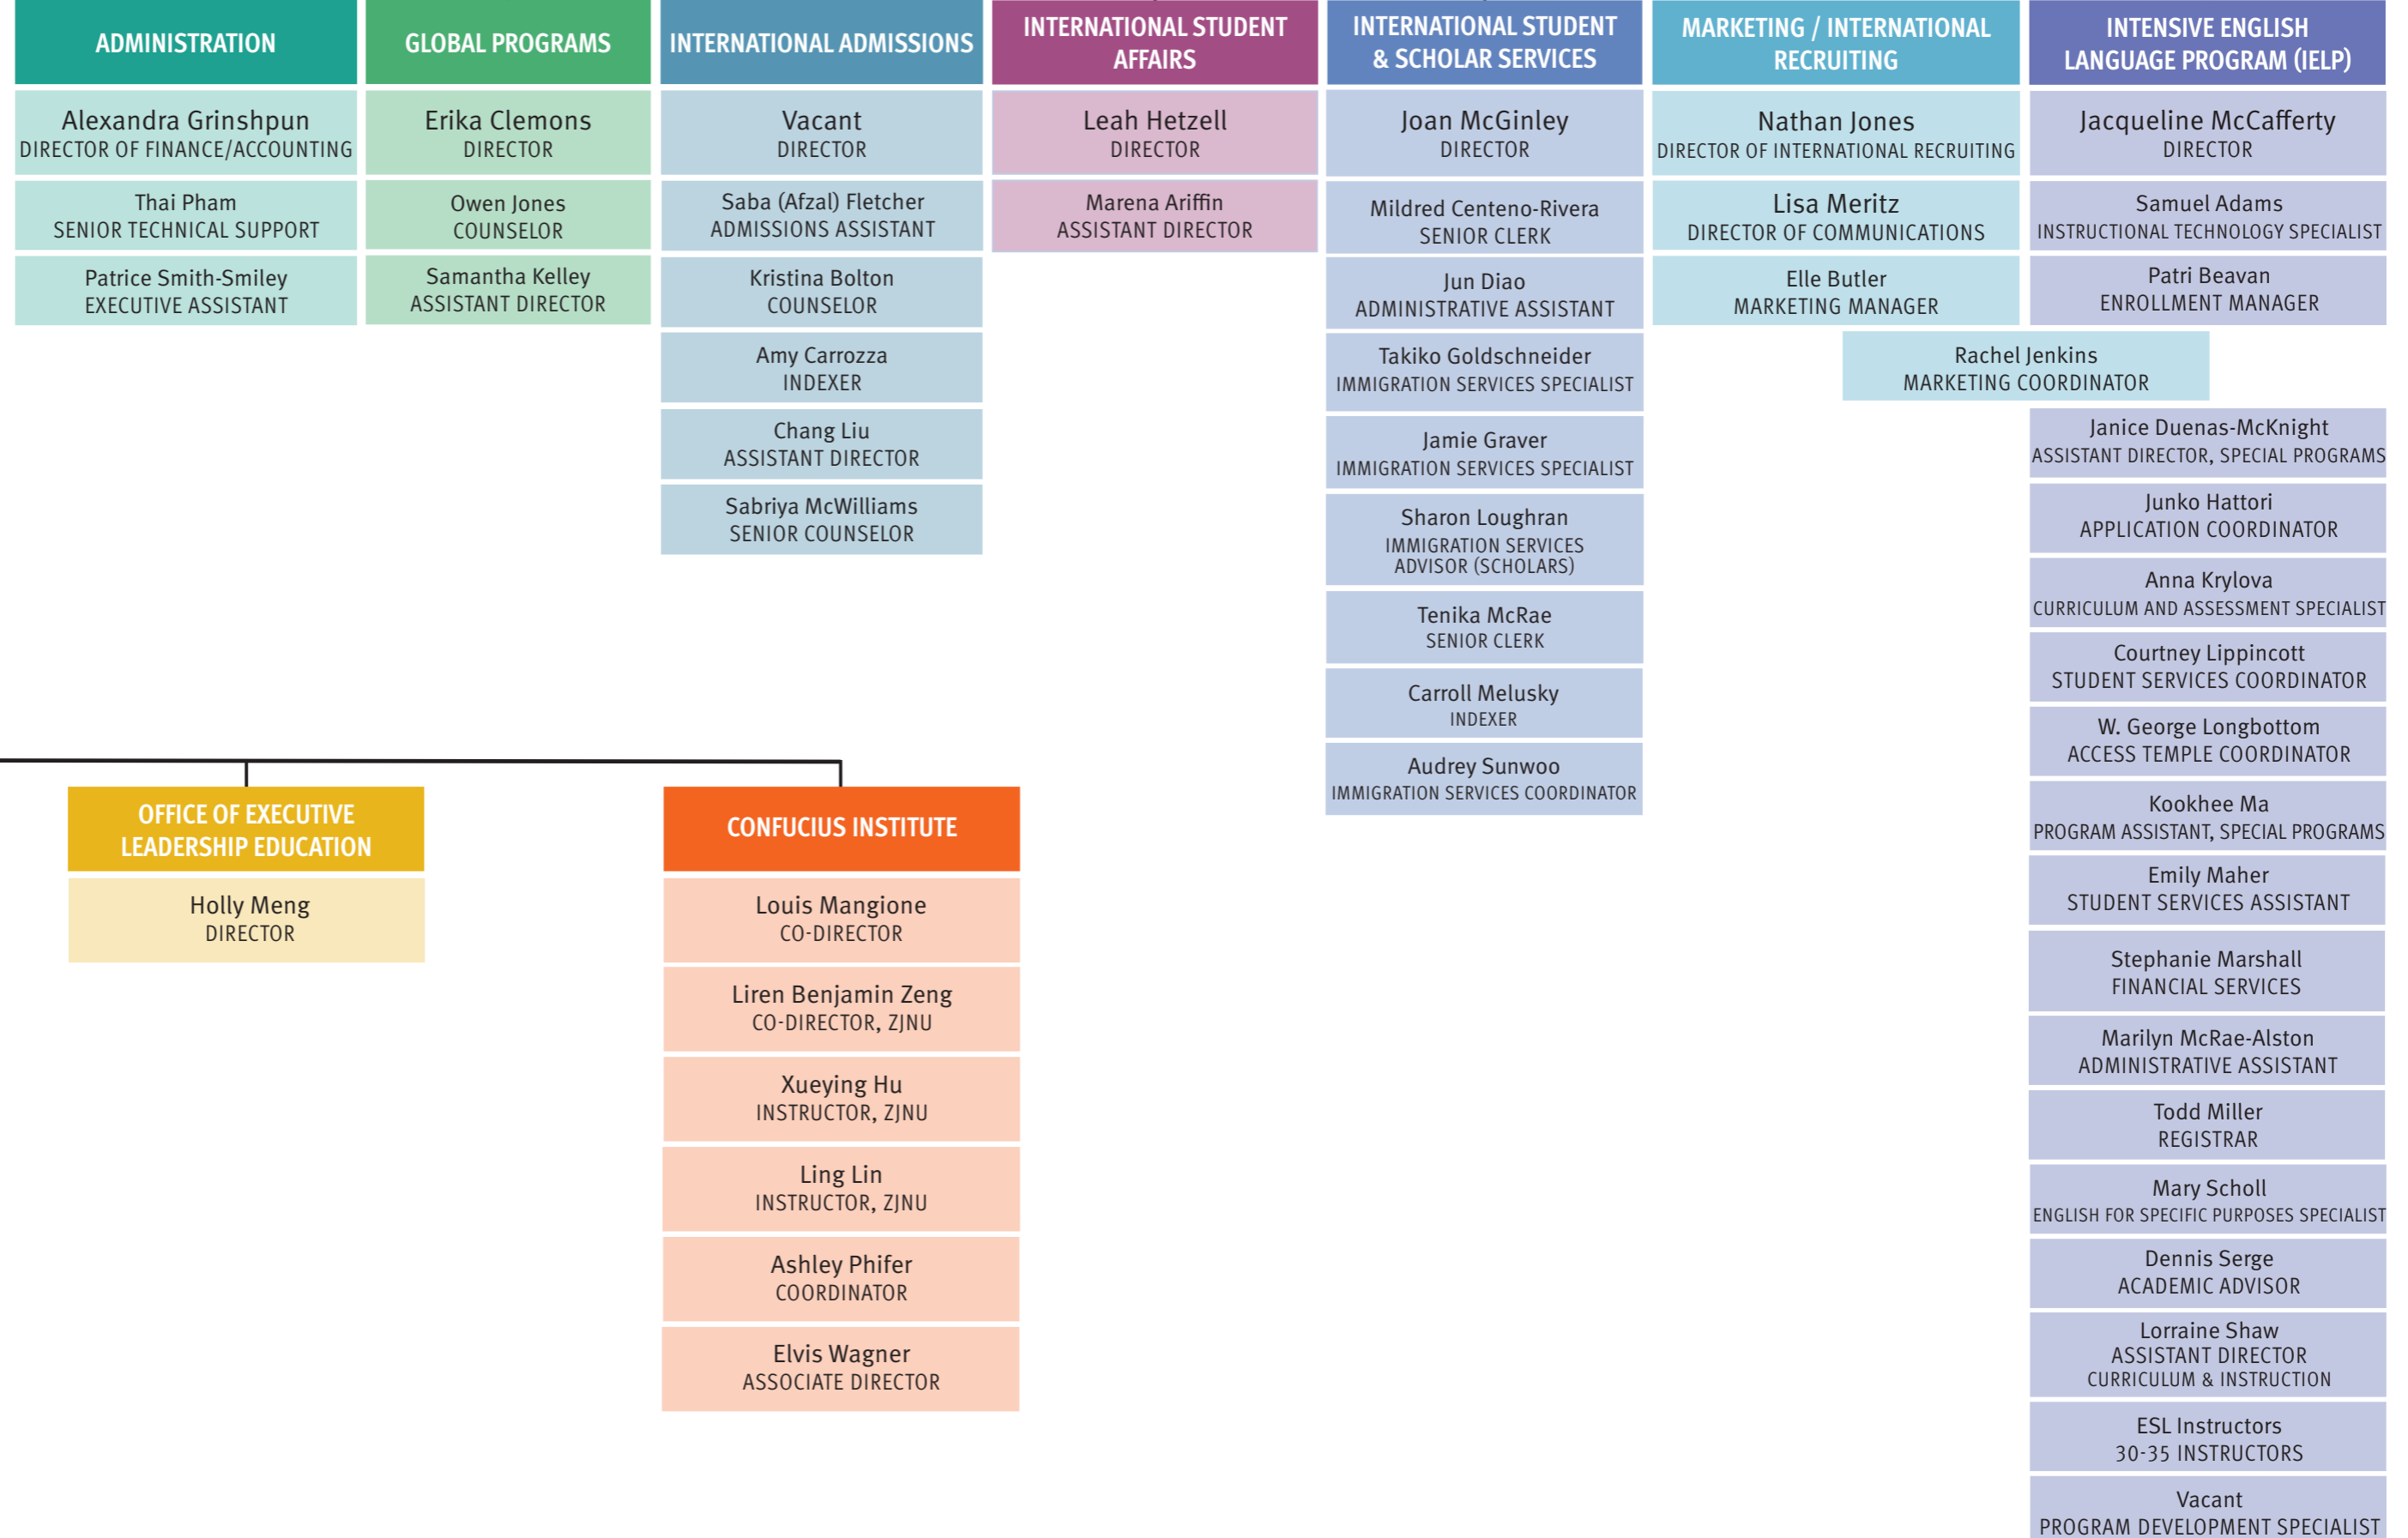 ADMINISTRATION
Alexandra Grinshpun
DIRECTOR OF FINANCE/ACCOUNTING
Thai Pham
SENIOR TECHNICAL SUPPORT
Patrice Smith-Smiley
EXECUTIVE ASSISTANT
GLOBAL PROGRAMS
Erika Clemons
DIRECTOR
Owen Jones
COUNSELOR
Samantha Kelley
ASSISTANT DIRECTOR
INTERNATIONAL ADMISSIONS
Vacant
DIRECTOR
Saba (Afzal) Fletcher
ADMISSIONS ASSISTANT
Kristina Bolton
COUNSELOR
Amy Carrozza
INDEXER
Chang Liu
ASSISTANT DIRECTOR
Sabriya McWilliams
SENIOR COUNSELOR
INTERNATIONAL STUDENT
AFFAIRS
Leah Hetzell
DIRECTOR
Marena Ariffin
ASSISTANT DIRECTOR
INTERNATIONAL STUDENT
& SCHOLAR SERVICES
Joan McGinley
DIRECTOR
Mildred Centeno-Rivera
SENIOR CLERK
Jun Diao
ADMINISTRATIVE ASSISTANT
Takiko Goldschneider
IMMIGRATION SERVICES SPECIALIST
Jamie Graver
IMMIGRATION SERVICES SPECIALIST
Sharon Loughran
IMMIGRATION SERVICES
ADVISOR (SCHOLARS)
Tenika McRae
SENIOR CLERK
Carroll Melusky
INDEXER
Audrey Sunwoo
IMMIGRATION SERVICES COORDINATOR
MARKETING / INTERNATIONAL
RECRUITING
Nathan Jones
DIRECTOR OF INTERNATIONAL RECRUITING
Lisa Meritz
DIRECTOR OF COMMUNICATIONS
Elle Butler
MARKETING MANAGER
Rachel Jenkins
MARKETING COORDINATOR
INTENSIVE ENGLISH
LANGUAGE PROGRAM (IELP)
Jacqueline McCafferty
DIRECTOR
Samuel Adams
INSTRUCTIONAL TECHNOLOGY SPECIALIST
Patri Beavan
ENROLLMENT MANAGER
Janice Duenas-McKnight
ASSISTANT DIRECTOR, SPECIAL PROGRAMS
Junko Hattori
APPLICATION COORDINATOR
Anna Krylova
CURRICULUM AND ASSESSMENT SPECIALIST
Courtney Lippincott
STUDENT SERVICES COORDINATOR
W. George Longbottom
ACCESS TEMPLE COORDINATOR
Kookhee Ma
PROGRAM ASSISTANT, SPECIAL PROGRAMS
Emily Maher
STUDENT SERVICES ASSISTANT
Stephanie Marshall
FINANCIAL SERVICES
Marilyn McRae-Alston
ADMINISTRATIVE ASSISTANT
Todd Miller
REGISTRAR
Mary Scholl
ENGLISH FOR SPECIFIC PURPOSES SPECIALIST
Dennis Serge
ACADEMIC ADVISOR
Lorraine Shaw
ASSISTANT DIRECTOR
CURRICULUM & INSTRUCTION
ESL Instructors
30-35 INSTRUCTORS
Vacant
PROGRAM DEVELOPMENT SPECIALIST
OFFICE OF EXECUTIVE
LEADERSHIP EDUCATION
Holly Meng
DIRECTOR
CONFUCIUS INSTITUTE
Louis Mangione
CO-DIRECTOR
Liren Benjamin Zeng
CO-DIRECTOR, ZJNU
Xueying Hu
INSTRUCTOR, ZJNU
Ling Lin
INSTRUCTOR, ZJNU
Ashley Phifer
COORDINATOR
Elvis Wagner
ASSOCIATE DIRECTOR